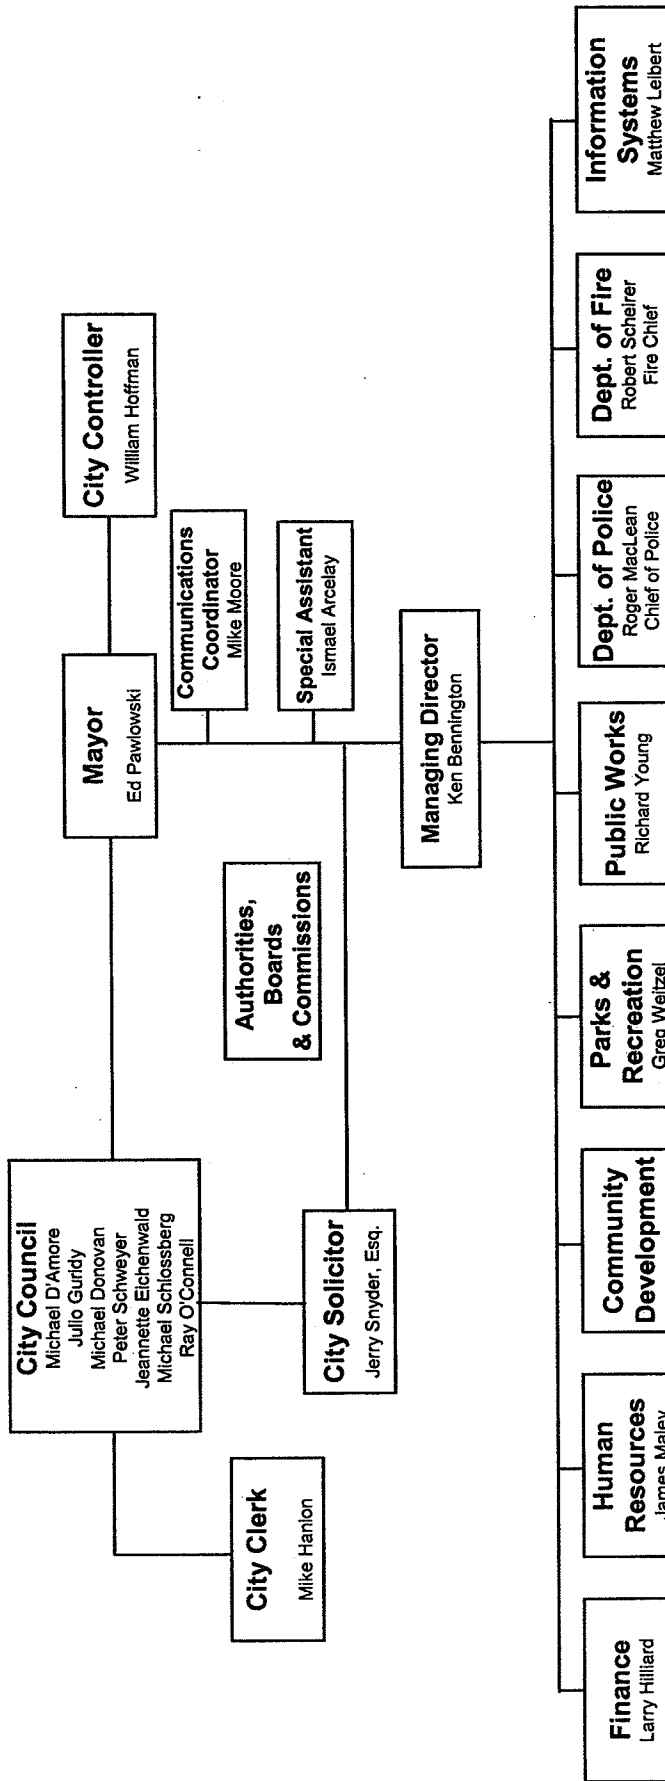 City Council
Michael D'Amore
Julio Guridy
Michael Donovan
Peter Schweyer
Jeannette Eichenwald
Michael Schlossberg
Ray O'Connell
Mayor
Ed Pawlowski
City Controller
William Hoffman
City Clerk
Mike Hanlon
City Solicitor
Jerry Snyder, Esq.
Authorities,
Boards
& Commissions
Communications
Coordinator
Mike Moore
Special Assistant
Ismael Arcelay
Managing Director
Ken Bennington
Finance
Larry Hilliard
Human
Resources
James Maley
Community
Development
Parks &
Recreation
Greg Weitzel
Public Works
Richard Young
Dept. of Police
Roger MacLean
Chief of Police
Dept. of Fire
Robert Scheirer
Fire Chief
Information
Systems
Matthew Leibert